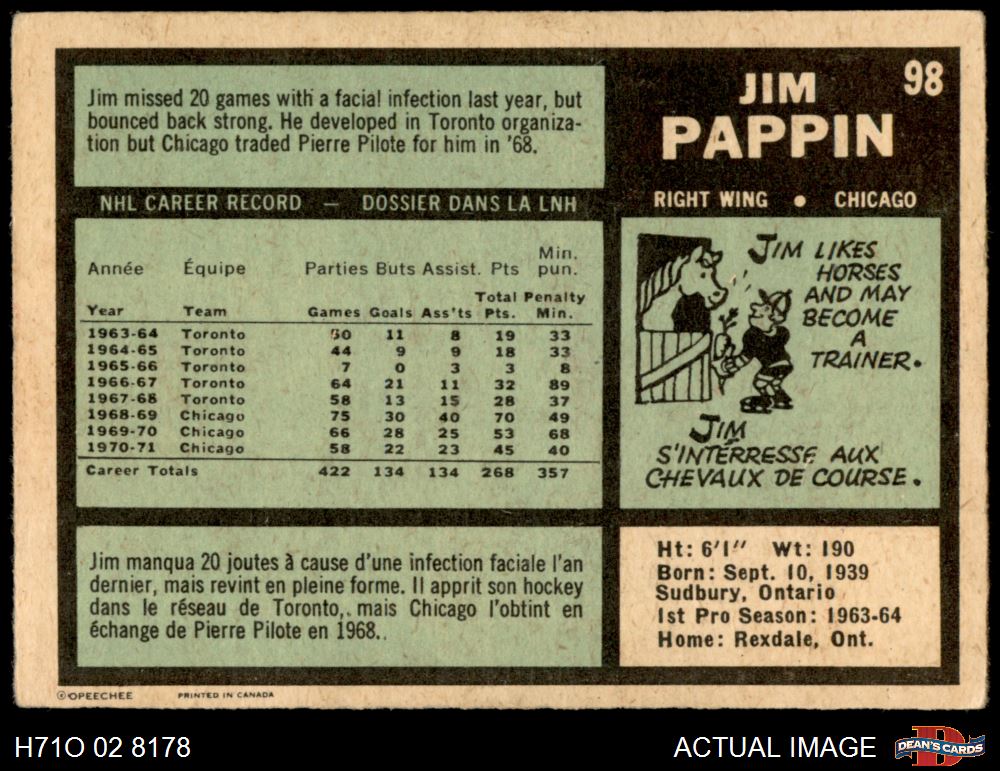 Jim missed 20 games with a facial infection last year, but
bounced back strong. He developed in Toronto organiza-
tion but Chicago traded Pierre Pilote for him in '68.
98
JIM
PAPPIN
RIGHT WING • CHICAGO
NHL CAREER RECORD — DOSSIER DANS LA LNH
Année Équipe Parties Buts Assist. Pts Min. pun.
Year Team Games Goals Ass'ts Total Pts. Penalty Min.
1963-64 Toronto 50 11 8 19 33
1964-65 Toronto 44 9 9 18 33
1965-66 Toronto 7 0 3 3 8
1966-67 Toronto 64 21 11 32 89
1967-68 Toronto 58 13 15 28 37
1968-69 Chicago 75 30 40 70 49
1969-70 Chicago 66 28 25 53 68
1970-71 Chicago 58 22 23 45 40
Career Totals 422 134 134 268 357
JIM LIKES
HORSES
AND MAY
BECOME
A
TRAINER.
JIM
S'INTERRESSE AUX
CHEVAUX DE COURSE.
Jim manqua 20 joutes à cause d'une infection faciale l'an
dernier, mais revint en pleine forme. Il apprit son hockey
dans le réseau de Toronto,. mais Chicago l'obtint en
échange de Pierre Pilote en 1968..
Ht: 6'1" Wt: 190
Born: Sept. 10, 1939
Sudbury, Ontario
1st Pro Season: 1963-64
Home: Rexdale, Ont.
© OPEECHEE PRINTED IN CANADA
H71O 02 8178
ACTUAL IMAGE
D
DEAN'S CARDS